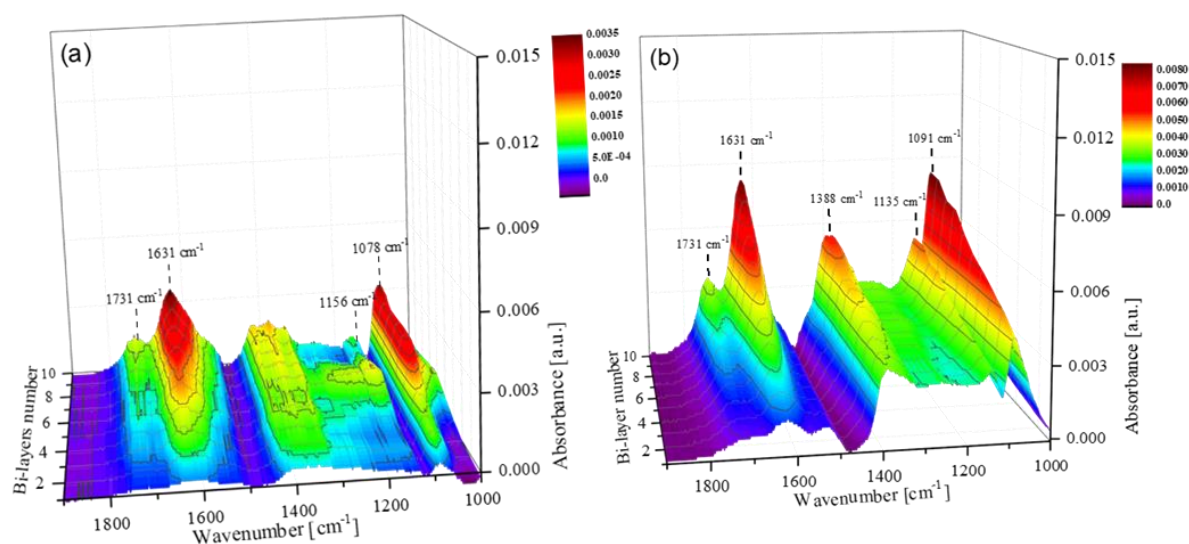 (a)
1631 cm-1
1731 cm-1
1078 cm-1
1156 cm-1
0.0035
0.0030
0.0025
0.0020
0.0015
0.0010
5.0E-04
0.0
0.015
0.012
0.009
0.006
0.003
0.000
Absorbance [a.u.]
10
8
6
4
2
Bi-layers number
1800
1600
1400
1200
1000
Wavenumber [cm-1]
(b)
1631 cm-1
1731 cm-1
1388 cm-1
1135 cm-1
1091 cm-1
0.0080
0.0070
0.0060
0.0050
0.0040
0.0030
0.0020
0.0010
0.0
0.015
0.012
0.009
0.006
0.003
0.000
Absorbance [a.u.]
10
8
6
4
2
Bi-layer number
1800
1600
1400
1200
1000
Wavenumber [cm-1]